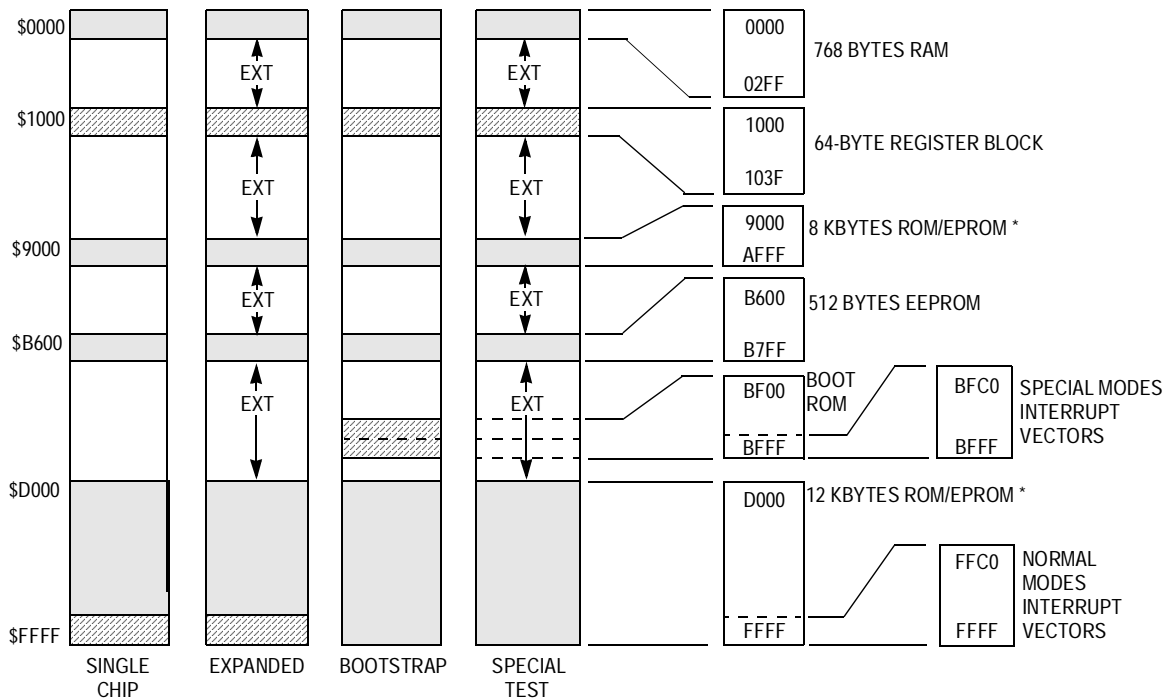 $0000
$1000
$9000
$B600
$D000
$FFFF
EXT
EXT
EXT
EXT
EXT
EXT
EXT
EXT
0000
02FF
768 BYTES RAM
1000
103F
64-BYTE REGISTER BLOCK
9000
AFFF
8 KBYTES ROM/EPROM *
B600
B7FF
512 BYTES EEPROM
BF00
BFFF
BOOT
ROM
BFC0
BFFF
SPECIAL MODES
INTERRUPT
VECTORS
D000
FFFF
12 KBYTES ROM/EPROM *
FFC0
FFFF
NORMAL
MODES
INTERRUPT
VECTORS
SINGLE
CHIP
EXPANDED
BOOTSTRAP
SPECIAL
TEST